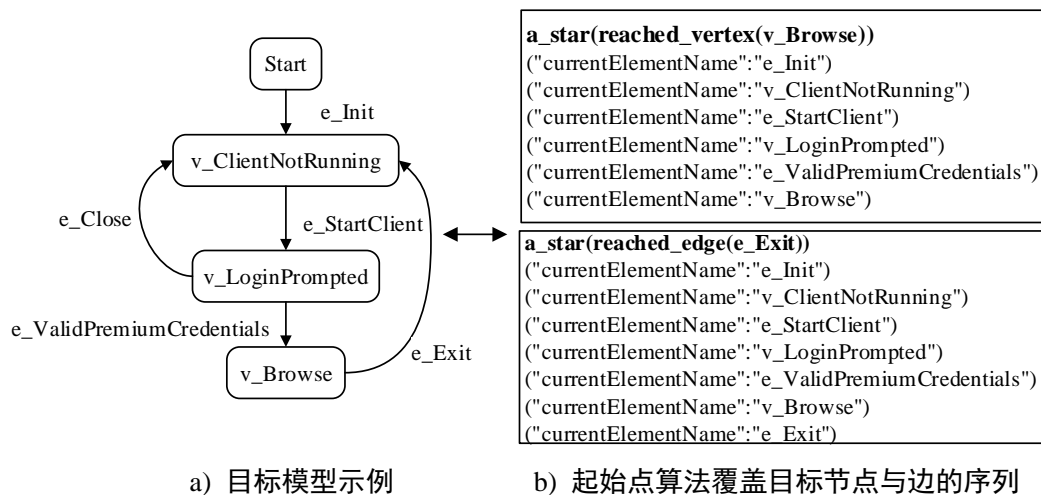 Start
e_Init
v_ClientNotRunning
e_Close
e_StartClient
v_LoginPrompted
e_ValidPremiumCredentials
e_Exit
v_Browse
a) 目标模型示例
a_star(reached_vertex(v_Browse))
("currentElementName":"e_Init")
("currentElementName":"v_ClientNotRunning")
("currentElementName":"e_StartClient")
("currentElementName":"v_LoginPrompted")
("currentElementName":"e_ValidPremiumCredentials")
("currentElementName":"v_Browse")
a_star(reached_edge(e_Exit))
("currentElementName":"e_Init")
("currentElementName":"v_ClientNotRunning")
("currentElementName":"e_StartClient")
("currentElementName":"v_LoginPrompted")
("currentElementName":"e_ValidPremiumCredentials")
("currentElementName":"v_Browse")
("currentElementName":"e_Exit")
b) 起始点算法覆盖目标节点与边的序列